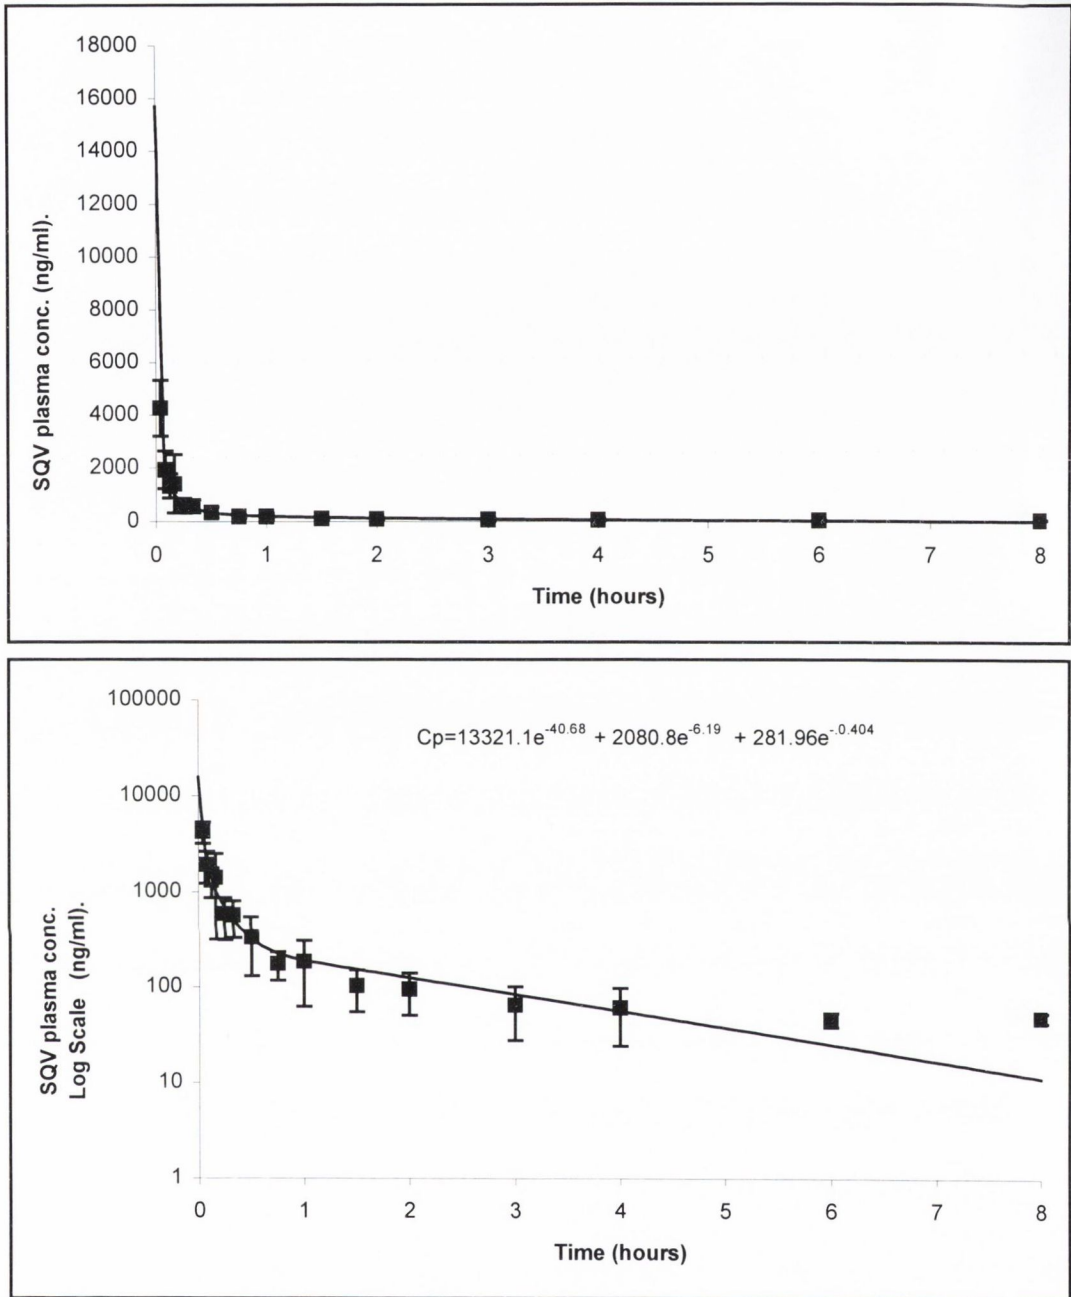 18000
16000
14000
12000
10000
8000
6000
4000
2000
0
SQV plasma conc. (ng/ml).
0 1 2 3 4 5 6 7 8
Time (hours)
100000
10000
1000
100
10
1
SQV plasma conc.
Log Scale (ng/ml).
Cp=13321.1e^-40.68 + 2080.8e^-6.19 + 281.96e^-.0.404
0 1 2 3 4 5 6 7 8
Time (hours)